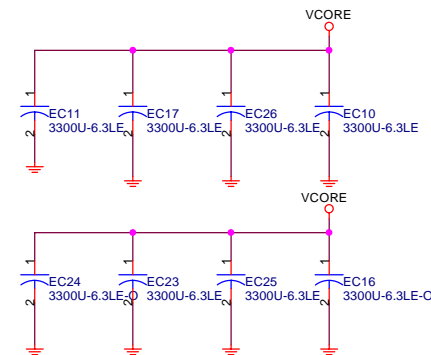 VCORE
1 1 1 1
EC11 EC17 EC26 EC10
3300U-6.3LE 3300U-6.3LE 3300U-6.3LE 3300U-6.3LE
2 2 2 2
VCORE
1 1 1 1
EC24 EC23 EC25 EC16
3300U-6.3LE-O 3300U-6.3LE 3300U-6.3LE 3300U-6.3LE-O
2 2 2 2